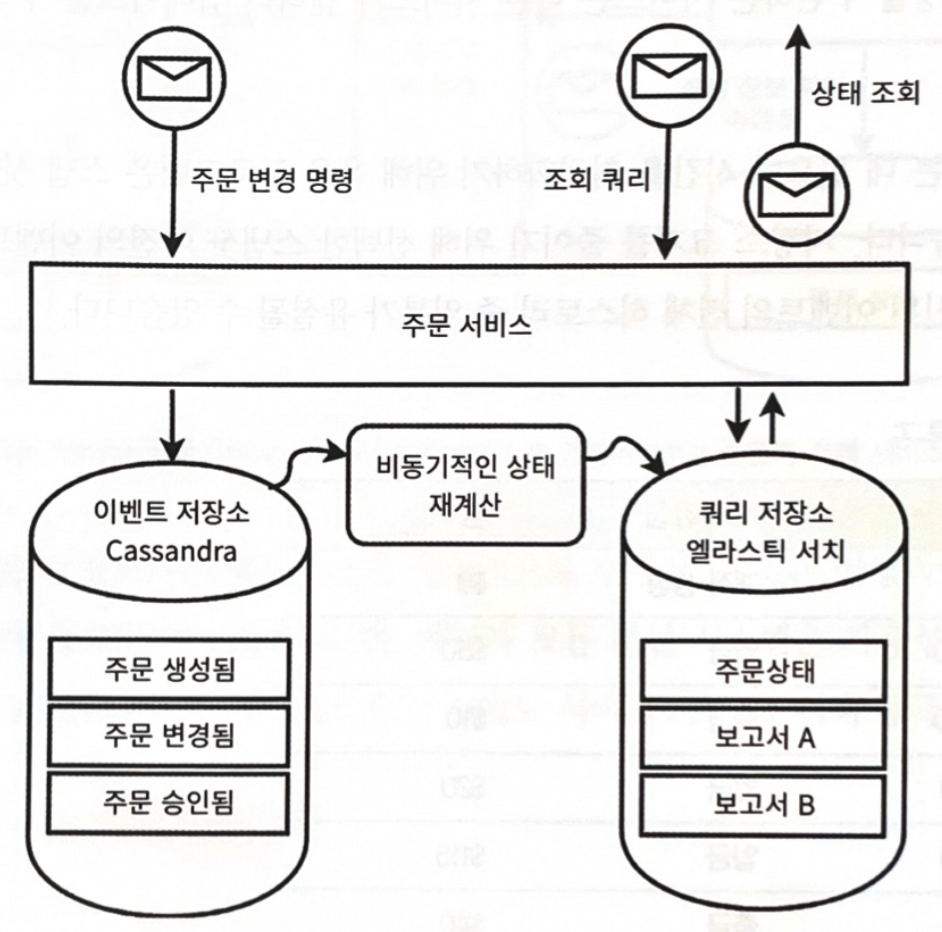 상태 조회
주문 변경 명령
조회 쿼리
주문 서비스
비동기적인 상태
재계산
이벤트 저장소
Cassandra
쿼리 저장소
엘라스틱 서치
주문 생성됨
주문 변경됨
주문 승인됨
주문상태
보고서 A
보고서 B